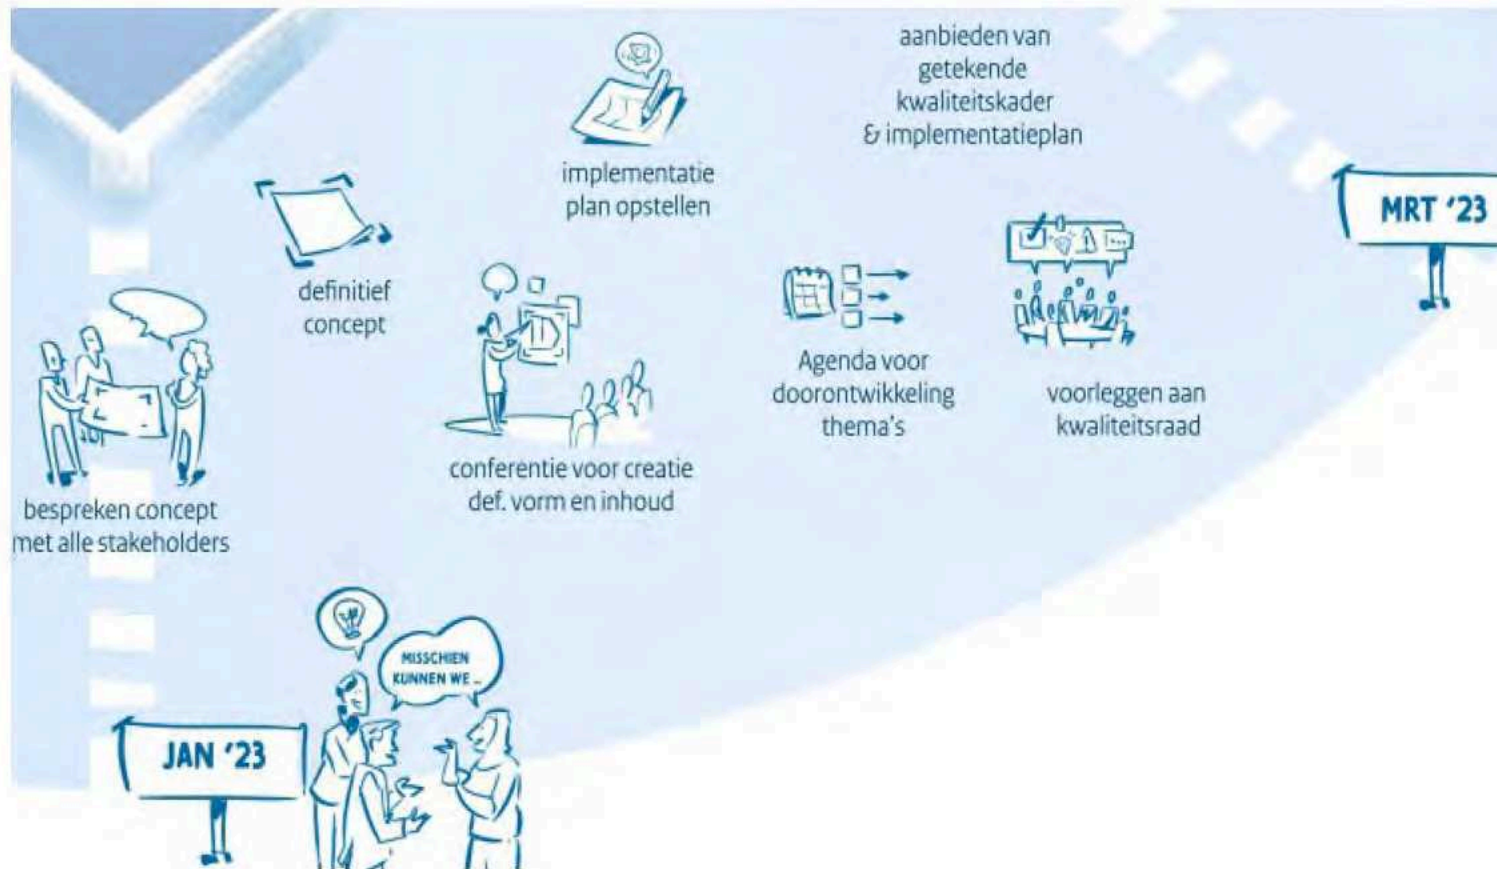 aanbieden van
getekende
kwaliteitskader
& implementatieplan
implementatie
plan opstellen
MRT '23
definitief
concept
Agenda voor
doorontwikkeling
thema's
voorleggen aan
kwaliteitsraad
conferentie voor creatie
def. vorm en inhoud
bespreken concept
met alle stakeholders
MISSCHIEN
KUNNEN WE ...
JAN '23